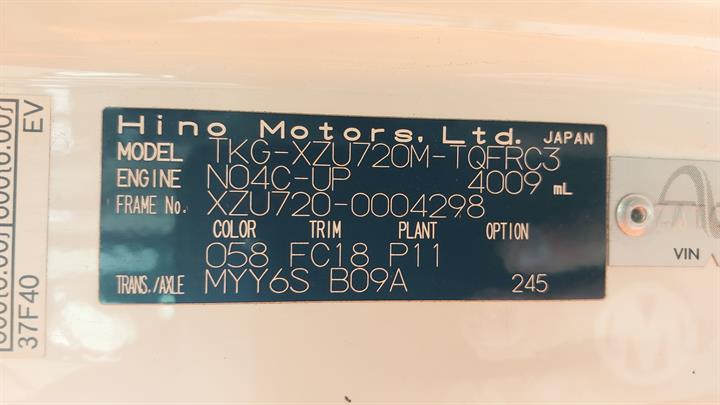 Hino Motors, Ltd. JAPAN
MODEL TKG-XZU720M-TQFRC3
ENGINE N04C-UP 4009 mL
FRAME No. XZU720-0004298
COLOR TRIM PLANT OPTION
058 FC18 P11
TRANS./AXLE MYY6S B09A 245
EV
37F40
VIN